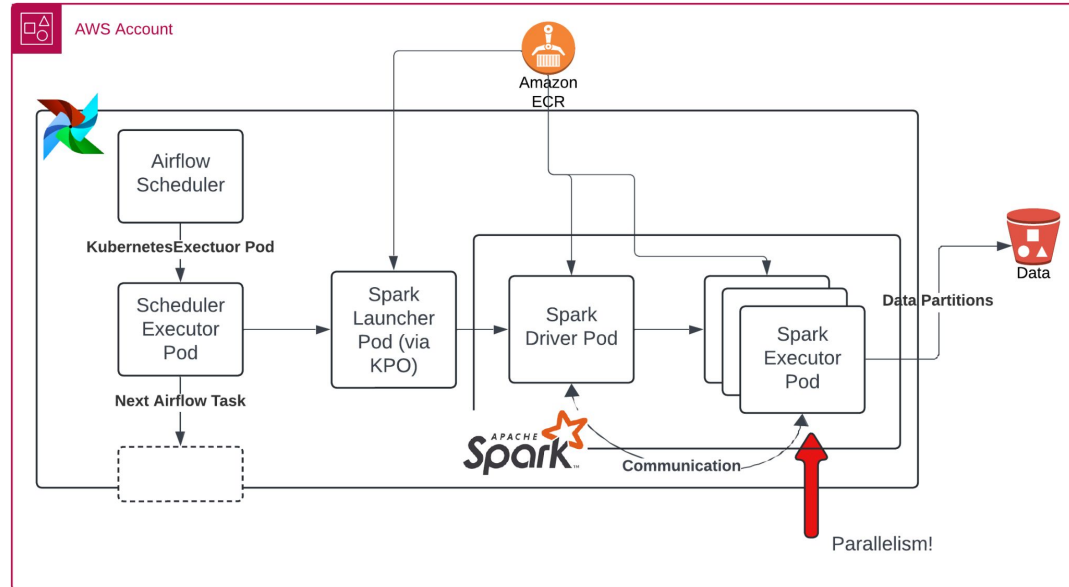 AWS Account
Amazon
ECR
Airflow
Scheduler
KubernetesExectuor Pod
Scheduler
Executor
Pod
Next Airflow Task
Spark
Launcher
Pod (via
KPO)
Spark
Driver Pod
Spark
Executor
Pod
Data Partitions
Data
APACHE
Spark
TM
Communication
Parallelism!